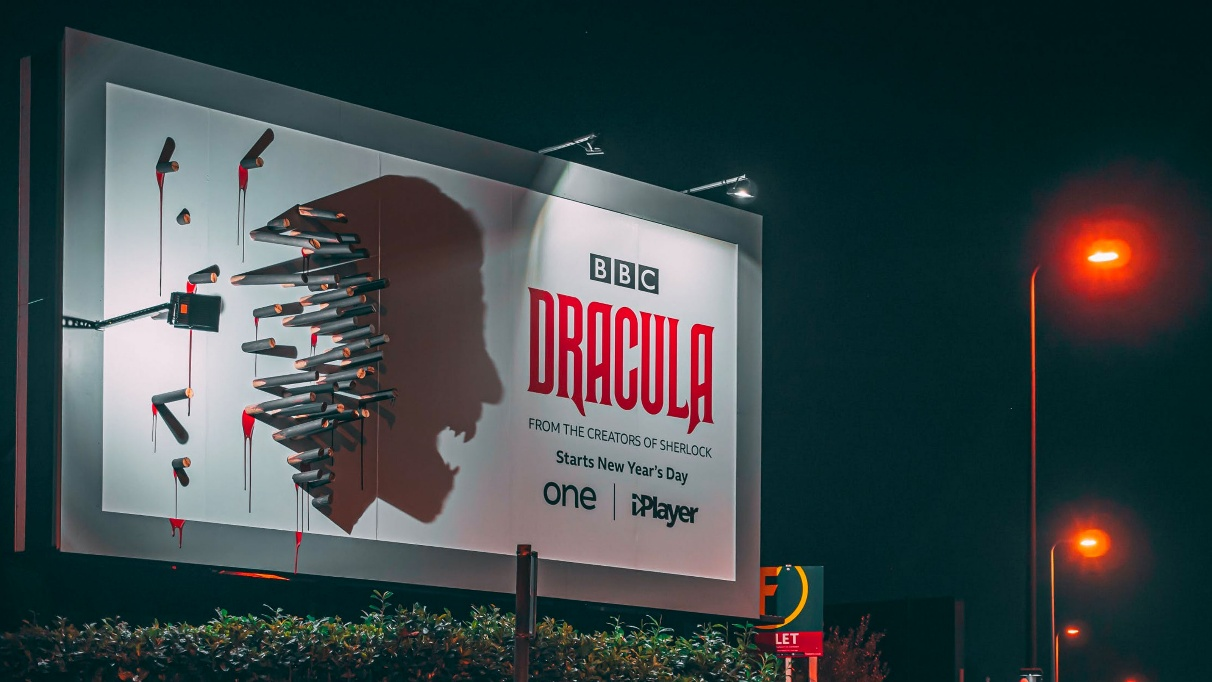 BBC
DRACULA
FROM THE CREATORS OF SHERLOCK
Starts New Year's Day
one | iPlayer
LET